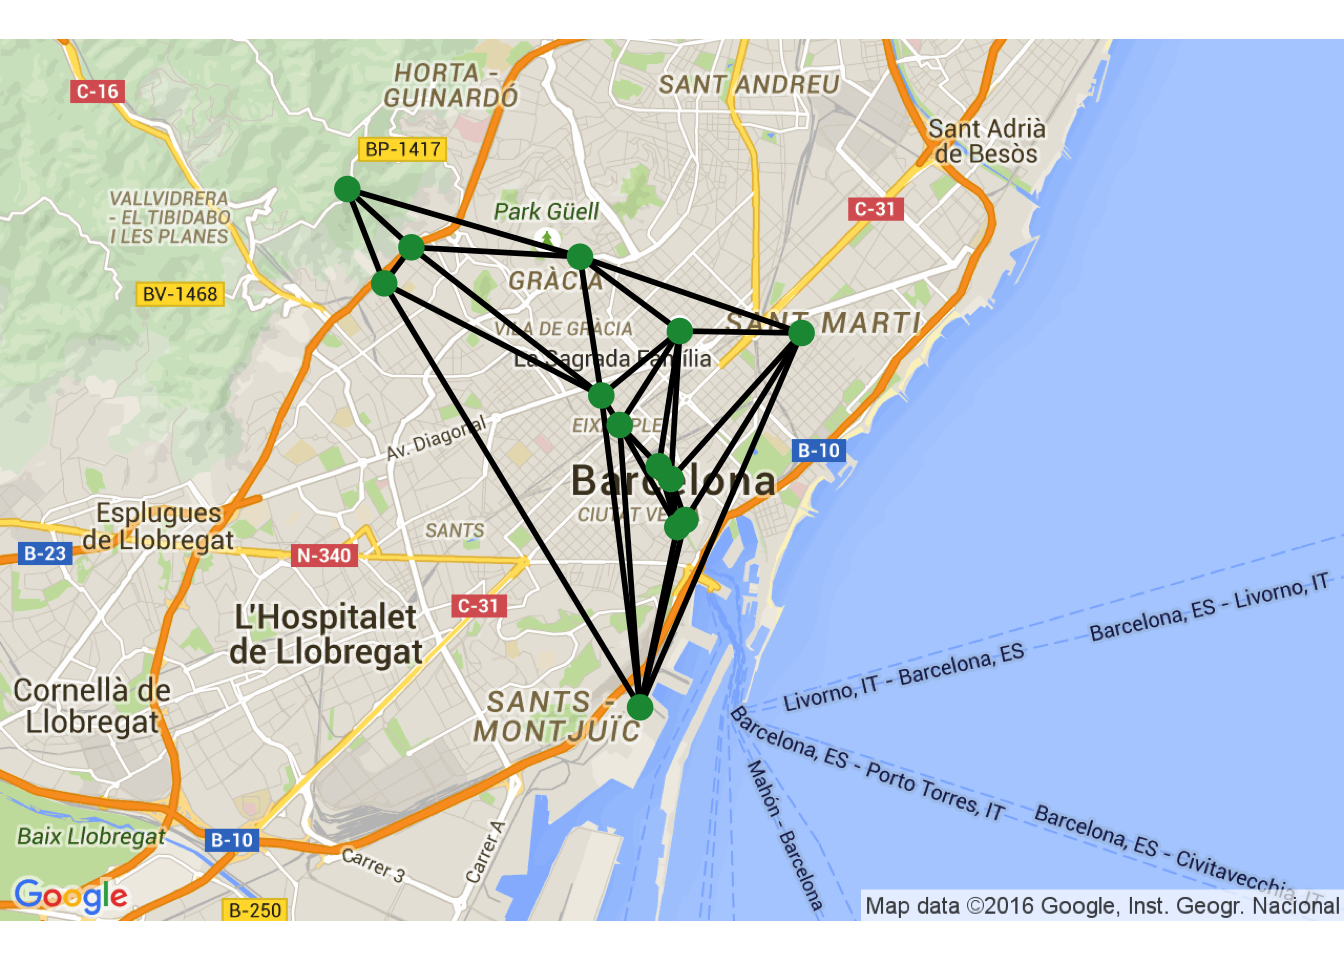 HORTA -
GUINARDÓ
SANT ANDREU
C-16
Sant Adrià
de Besòs
BP-1417
VALLVIDRERA
- EL TIBIDABO
I LES PLANES
Park Güell
C-31
GRÀCIA
BV-1468
VILA DE GRÀCIA
SANT MARTI
La Sagrada Família
Av. Diagonal
B-10
Barcelona
Esplugues
de Llobregat
SANTS
CIUTAT VE
B-23
N-340
C-31
L'Hospitalet
de Llobregat
Barcelona, ES - Livorno, IT
Livorno, IT - Barcelona, ES
Cornellà de
Llobregat
SANTS -
MONTJUÏC
Barcelona, ES - Porto Torres, IT
Mahón - Barcelona
Barcelona, ES - Civitavecchia, IT
Baix Llobregat
B-10
Carrer 3
Carrer A
Google
B-250
Map data ©2016 Google, Inst. Geogr. Nacional